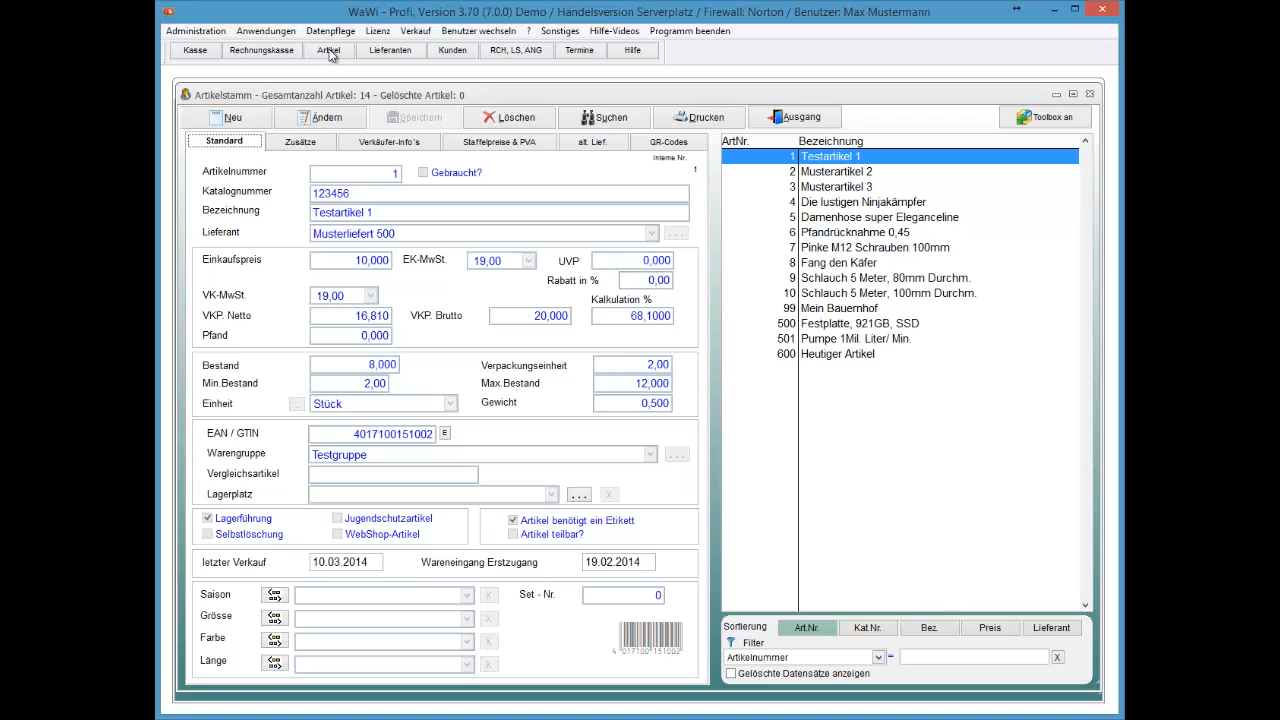 WaWi - Profi, Version 3.70 (7.0.0) Demo / Handelsversion Serverplatz / Firewall: Norton / Benutzer: Max Mustermann
Administration Anwendungen Datenpflege Lizenz Verkauf Benutzer wechseln ? Sonstiges Hilfe-Videos Programm beenden
Kasse Rechnungskasse Artikel Lieferanten Kunden RCH, LS, ANG Termine Hilfe
Artikelstamm - Gesamtanzahl Artikel: 14 - Gelöschte Artikel: 0
Neu Ändern Speichern Löschen Suchen Drucken Ausgang Toolbox an
Standard Zusätze Verkäufer-Info's Staffelpreise & PVA alt. Lief. QR-Codes
Interne Nr.
1
Artikelnummer 1 Gebraucht?
Katalognummer 123456
Bezeichnung Testartikel 1
Lieferant Musterliefert 500 ...
Einkaufspreis 10,000 EK-MwSt. 19,00 UVP 0,000
Rabatt in % 0,00
VK-MwSt. 19,00 Kalkulation %
VKP. Netto 16,810 VKP. Brutto 20,000 68,1000
Pfand 0,000
Bestand 8,000 Verpackungseinheit 2,00
Min.Bestand 2,00 Max.Bestand 12,000
Einheit ... Stück Gewicht 0,500
EAN / GTIN 4017100151002 E
Warengruppe Testgruppe ...
Vergleichsartikel
Lagerplatz ... X
Lagerführung Jugendschutzartikel Artikel benötigt ein Etikett
Selbstlöschung WebShop-Artikel Artikel teilbar?
letzter Verkauf 10.03.2014 Wareneingang Erstzugang 19.02.2014
Saison X Set - Nr. 0
Grösse X
Farbe X
4 017100 151002
Länge X
ArtNr. Bezeichnung
1 Testartikel 1
2 Musterartikel 2
3 Musterartikel 3
4 Die lustigen Ninjakämpfer
5 Damenhose super Eleganceline
6 Pfandrücknahme 0,45
7 Pinke M12 Schrauben 100mm
8 Fang den Käfer
9 Schlauch 5 Meter, 80mm Durchm.
10 Schlauch 5 Meter, 100mm Durchm.
99 Mein Bauernhof
500 Festplatte, 921GB, SSD
501 Pumpe 1Mil. Liter/ Min.
600 Heutiger Artikel
Sortierung Art.Nr. Kat.Nr. Bez. Preis Lieferant
Filter
Artikelnummer = X
Gelöschte Datensätze anzeigen